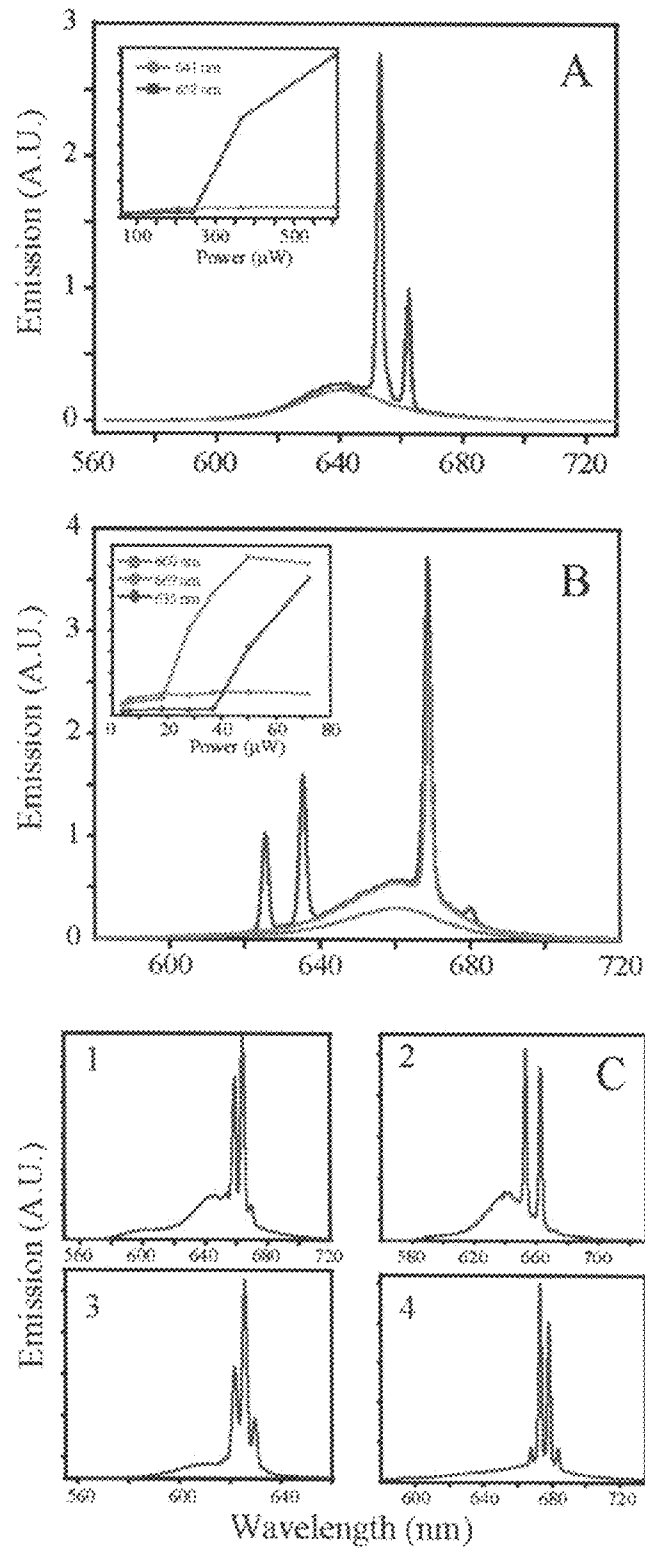 3
2
1
0
Emission (A.U.)
A
641 nm
100 300 500
Power (μW)
560 600 640 680 720
4
3
2
1
0
Emission (A.U.)
B
0 20 40 60 80
Power (μW)
600 640 680 720
Emission (A.U.)
1
560 600 640 680 720
2 C
580 620 660 700
3
560 600 640
4
600 640 680 720
Wavelength (nm)